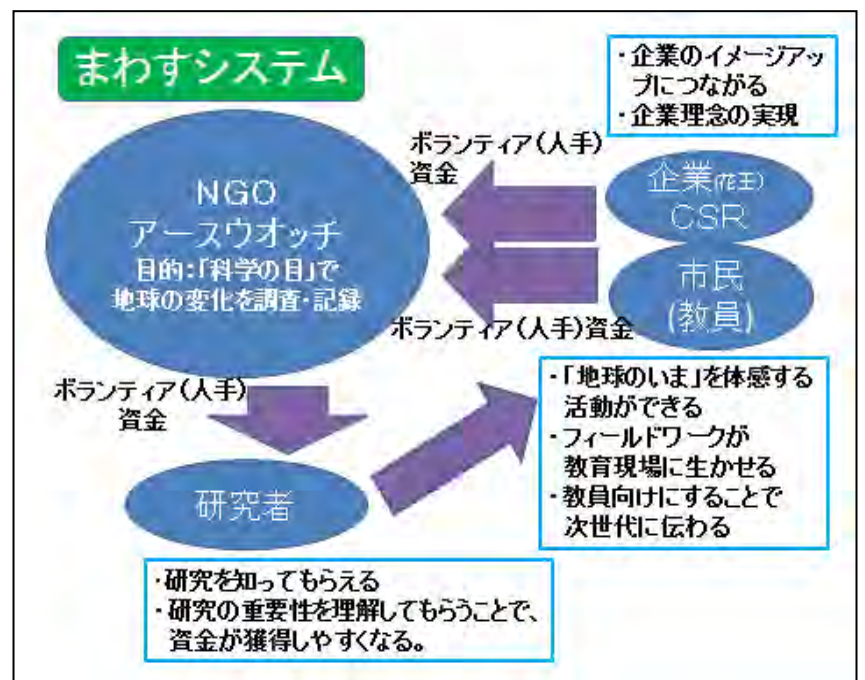 まわすシステム
・企業のイメージアッ
プにつながる
・企業理念の実現
ボランティア(人手)
資金
企業(花王)
CSR
NGO
アースウオッチ
目的:「科学の目」で
地球の変化を調査・記録
市民
(教員)
ボランティア(人手)資金
ボランティア(人手)
資金
・「地球のいま」を体感する
活動ができる
・フィールドワークが
教育現場に生かせる
・教員向けにすることで
次世代に伝わる
研究者
・研究を知ってもらえる
・研究の重要性を理解してもらうことで、
資金が獲得しやすくなる。